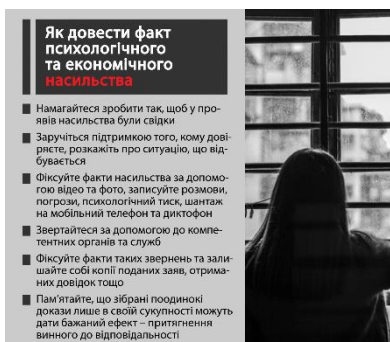 Як довести факт
психологічного
та економічного
насильства
Намагайтеся зробити так, щоб у про-
явів насильства були свідки
Заручіться підтримкою того, кому дові-
ряєте, розкажіть про ситуацію, що від-
бувається
Фіксуйте факти насильства за допомо-
гою відео та фото, записуйте розмови,
погрози, психологічний тиск, шантаж
на мобільний телефон та диктофон
Звертайтеся за допомогою до компе-
тентних органів та служб
Фіксуйте факти таких звернень та зали-
шайте собі копії поданих заяв, отрима-
них довідок тощо
Пам’ятайте, що зібрані поодинокі
докази лише в своїй сукупності можуть
дати бажаний ефект – притягнення
винного до відповідальності